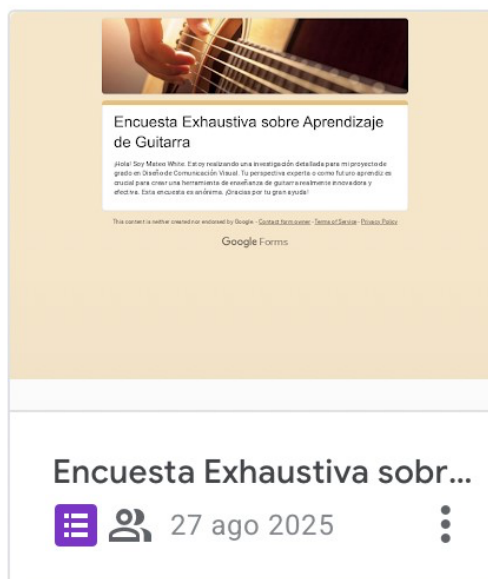 Encuesta Exhaustiva sobre Aprendizaje
de Guitarra
¡Hola! Soy Mateo White. Estoy realizando una investigación detallada para mi proyecto de
grado en Diseño de Comunicación Visual. Tu perspectiva experta o como futuro aprendiz es
crucial para crear una herramienta de enseñanza de guitarra realmente innovadora y
efectiva. Esta encuesta es anónima. ¡Gracias por tu gran ayuda!
This content is neither created nor endorsed by Google. - Contact form owner - Terms of Service - Privacy Policy
Google Forms
Encuesta Exhaustiva sobr...
27 ago 2025